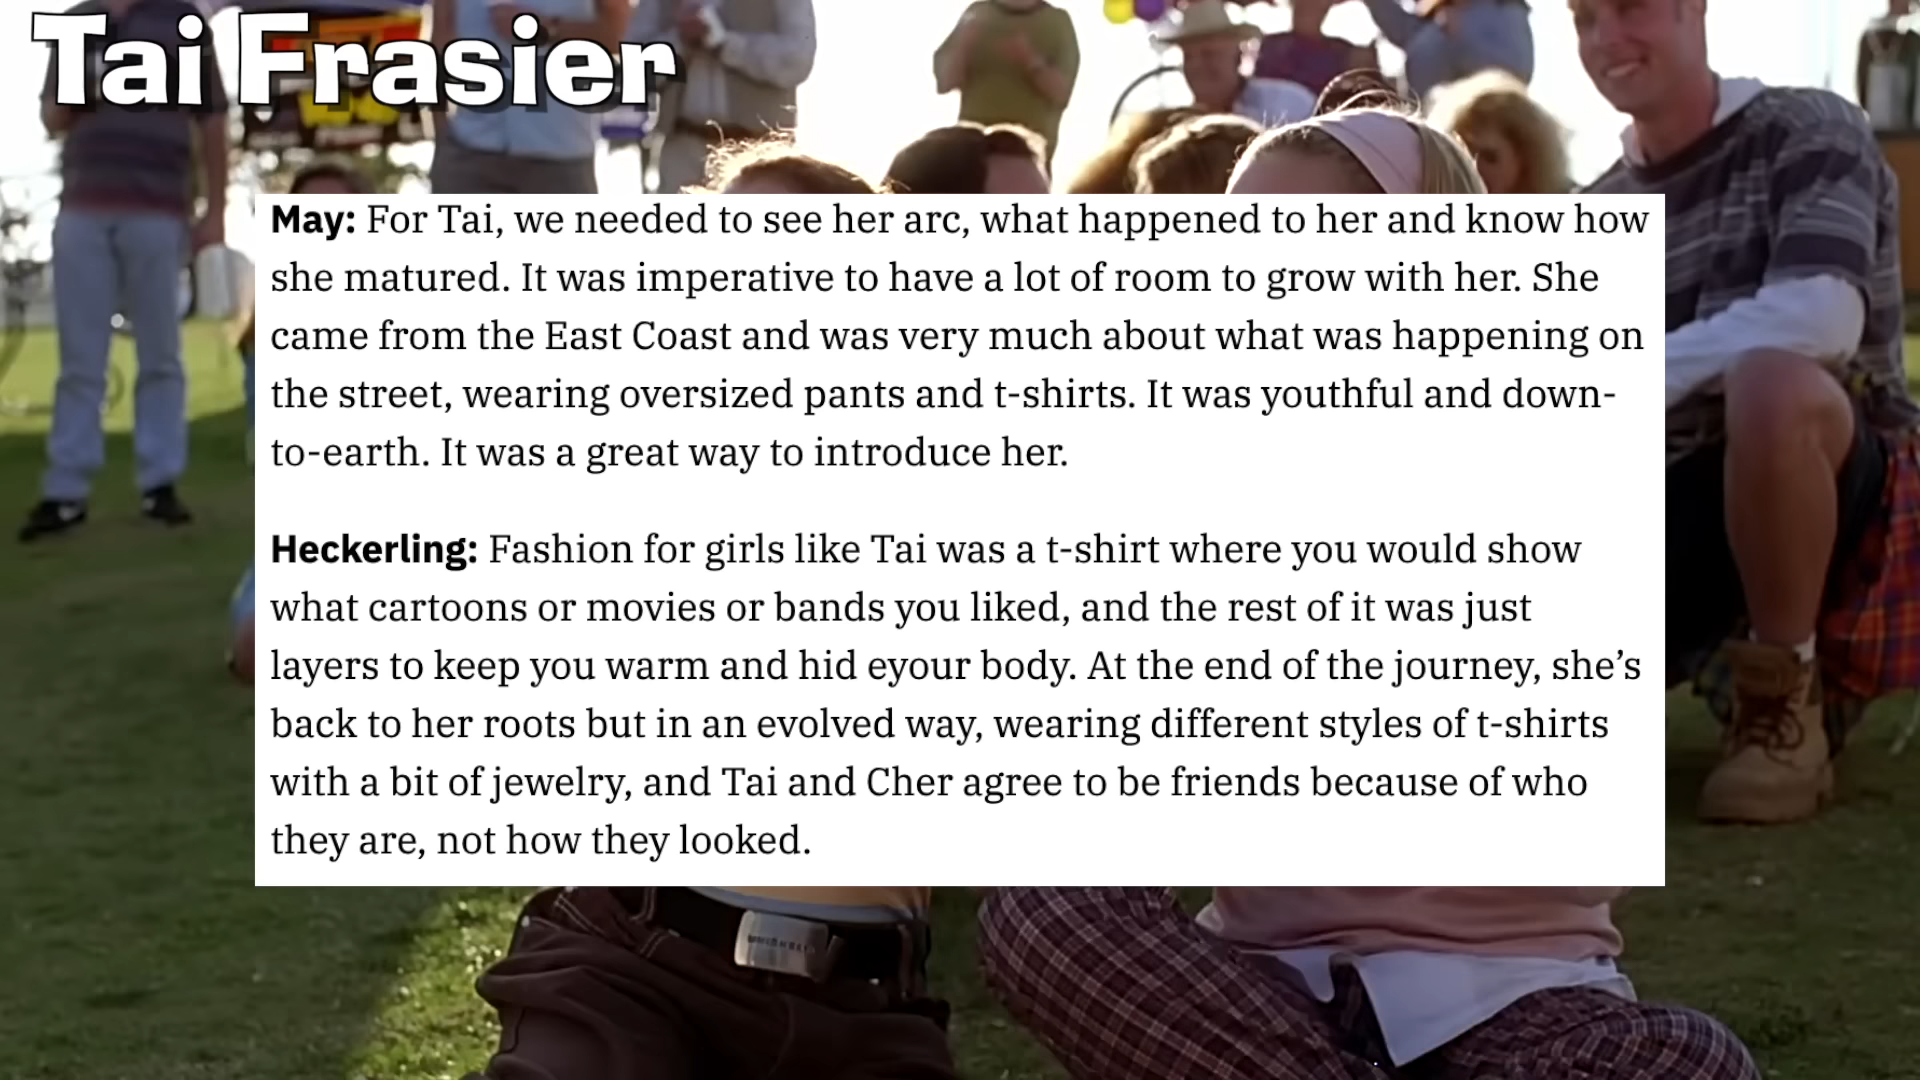 Tai Frasier
May: For Tai, we needed to see her arc, what happened to her and know how
she matured. It was imperative to have a lot of room to grow with her. She
came from the East Coast and was very much about what was happening on
the street, wearing oversized pants and t-shirts. It was youthful and down-
to-earth. It was a great way to introduce her.
Heckerling: Fashion for girls like Tai was a t-shirt where you would show
what cartoons or movies or bands you liked, and the rest of it was just
layers to keep you warm and hid eyour body. At the end of the journey, she’s
back to her roots but in an evolved way, wearing different styles of t-shirts
with a bit of jewelry, and Tai and Cher agree to be friends because of who
they are, not how they looked.